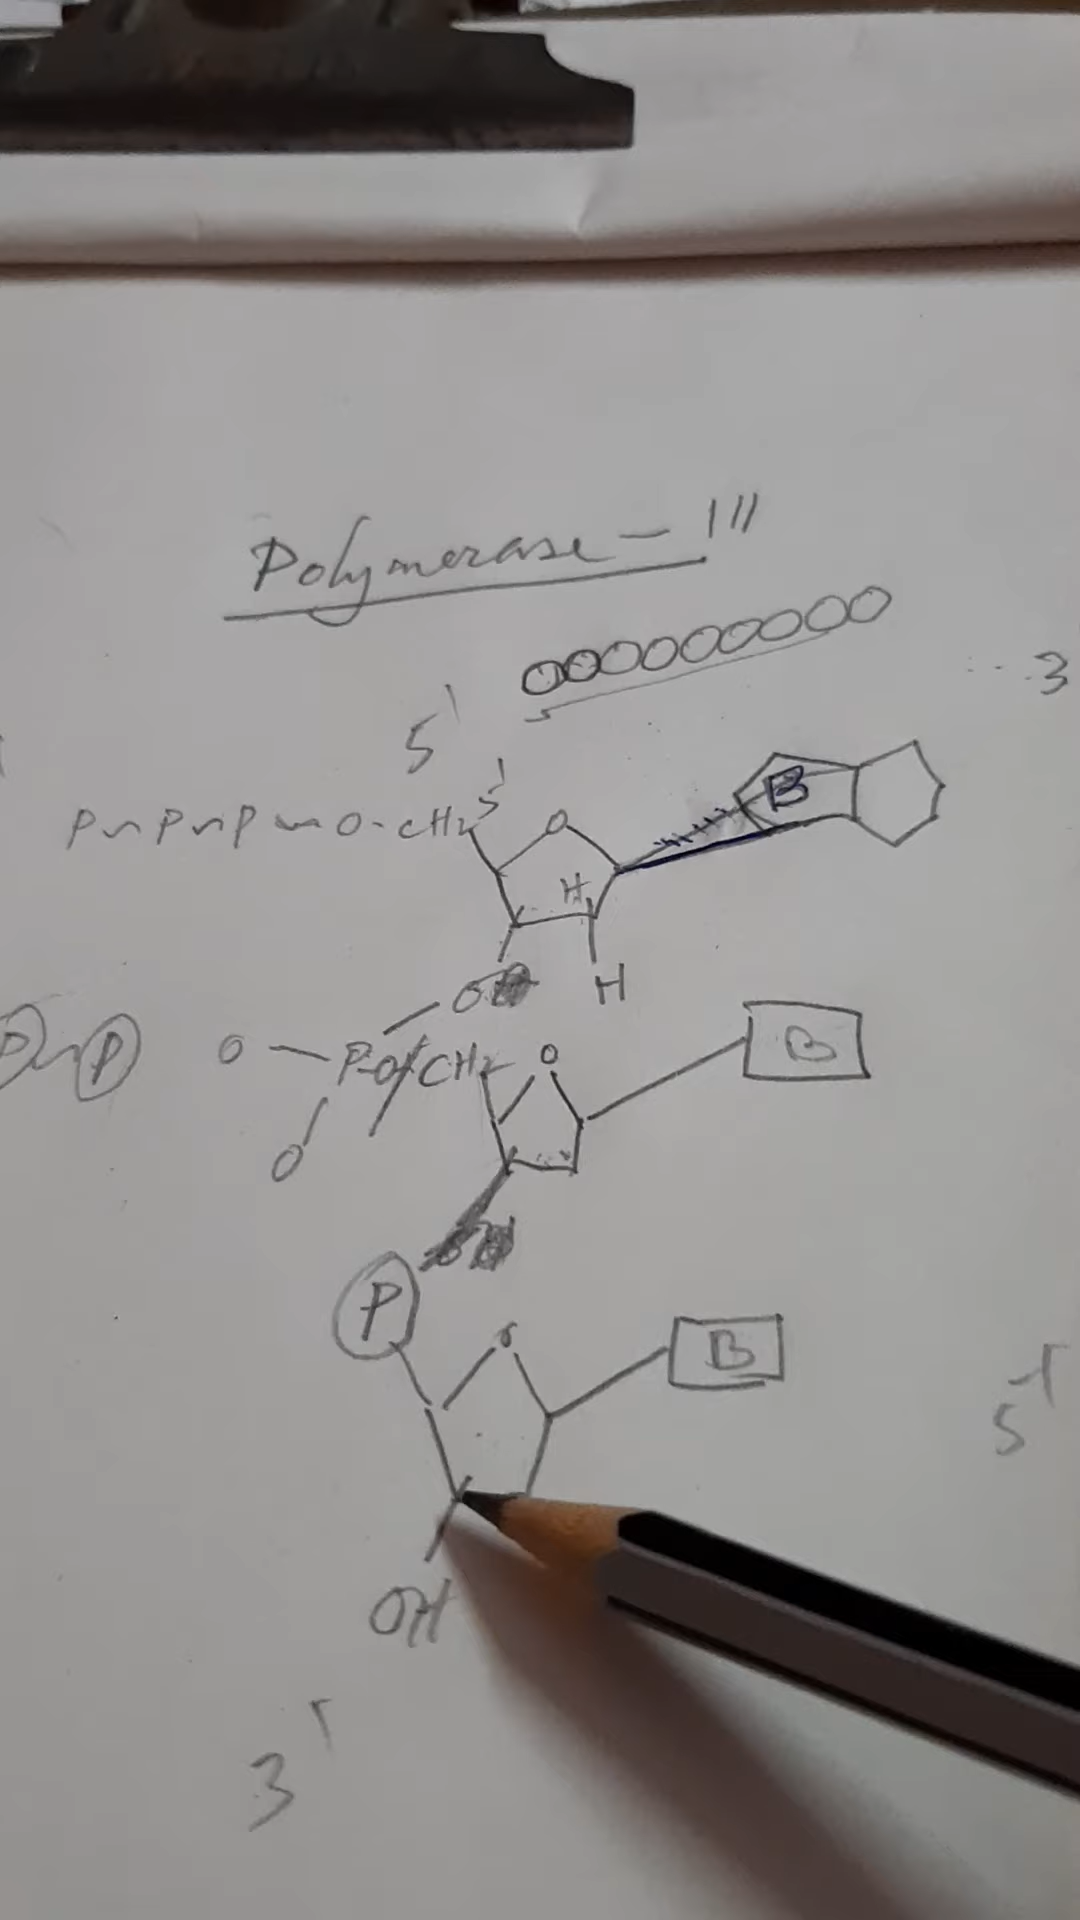 Polymerase - III
3
5'
P~P~P~O-CH2 5' O B
H
O H
P~P O - P-O CH2 O B
O
P O B
5'
OH
3'